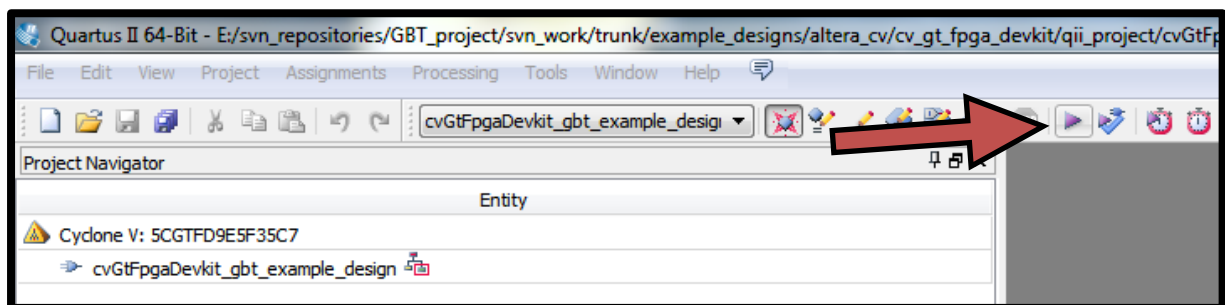 Quartus II 64-Bit - E:/svn_repositories/GBT_project/svn_work/trunk/example_designs/altera_cv/cv_gt_fpga_devkit/qii_project/cvGtFp
File Edit View Project Assignments Processing Tools Window Help
cvGtFpgaDevkit_gbt_example_desig
Project Navigator
Entity
Cyclone V: 5CGTFD9E5F35C7
cvGtFpgaDevkit_gbt_example_design